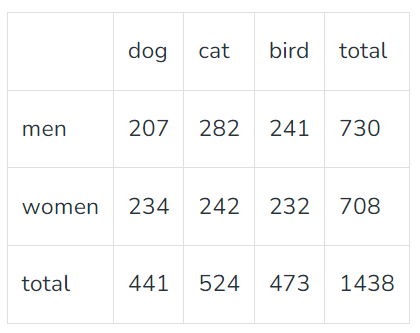 dog cat bird total
men 207 282 241 730
women 234 242 232 708
total 441 524 473 1438